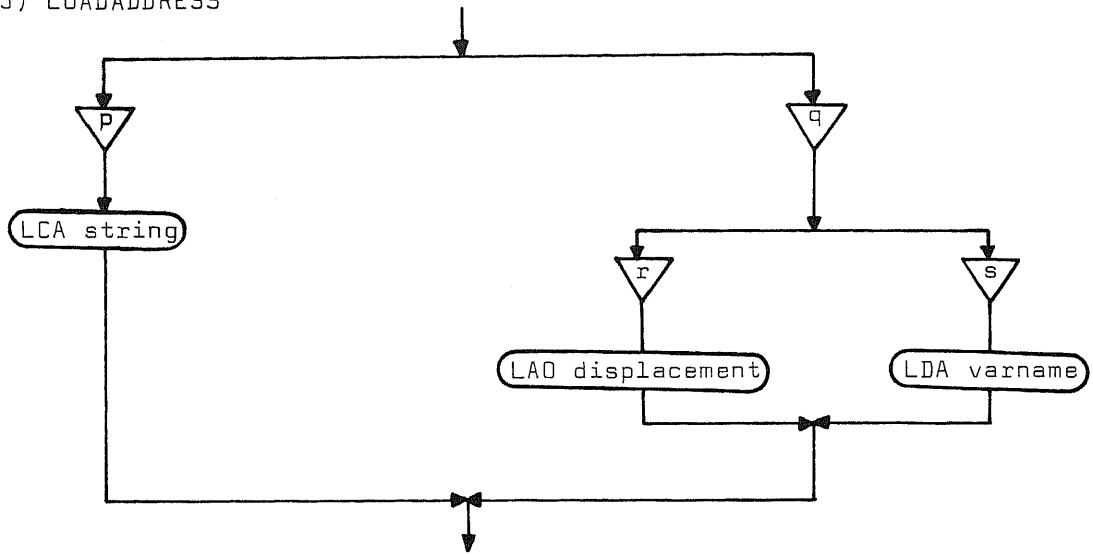 LOADADDRESS
p
q
LCA string
r
s
LAO displacement
LDA varname